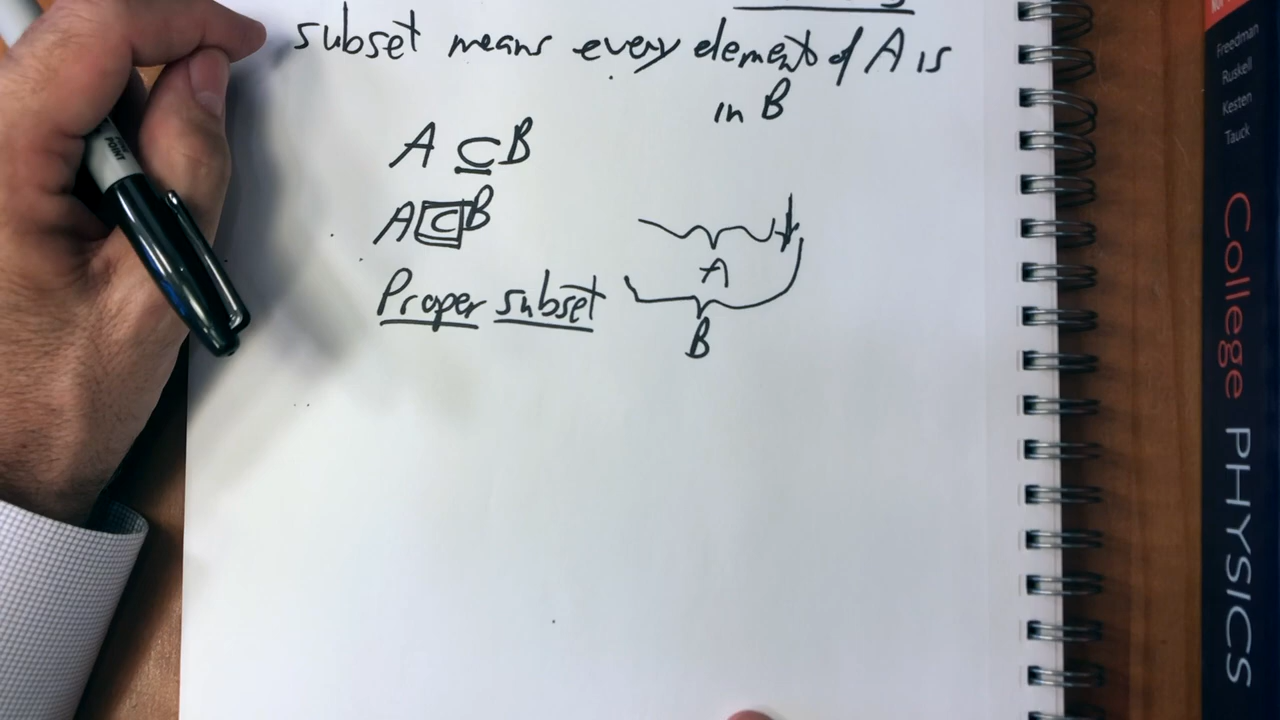 subset means every element of A is
in B
A ⊆ B
A ⊂ B
Proper subset
A
B
Freedman
Ruskell
Kesten
Tauck
College PHYSICS